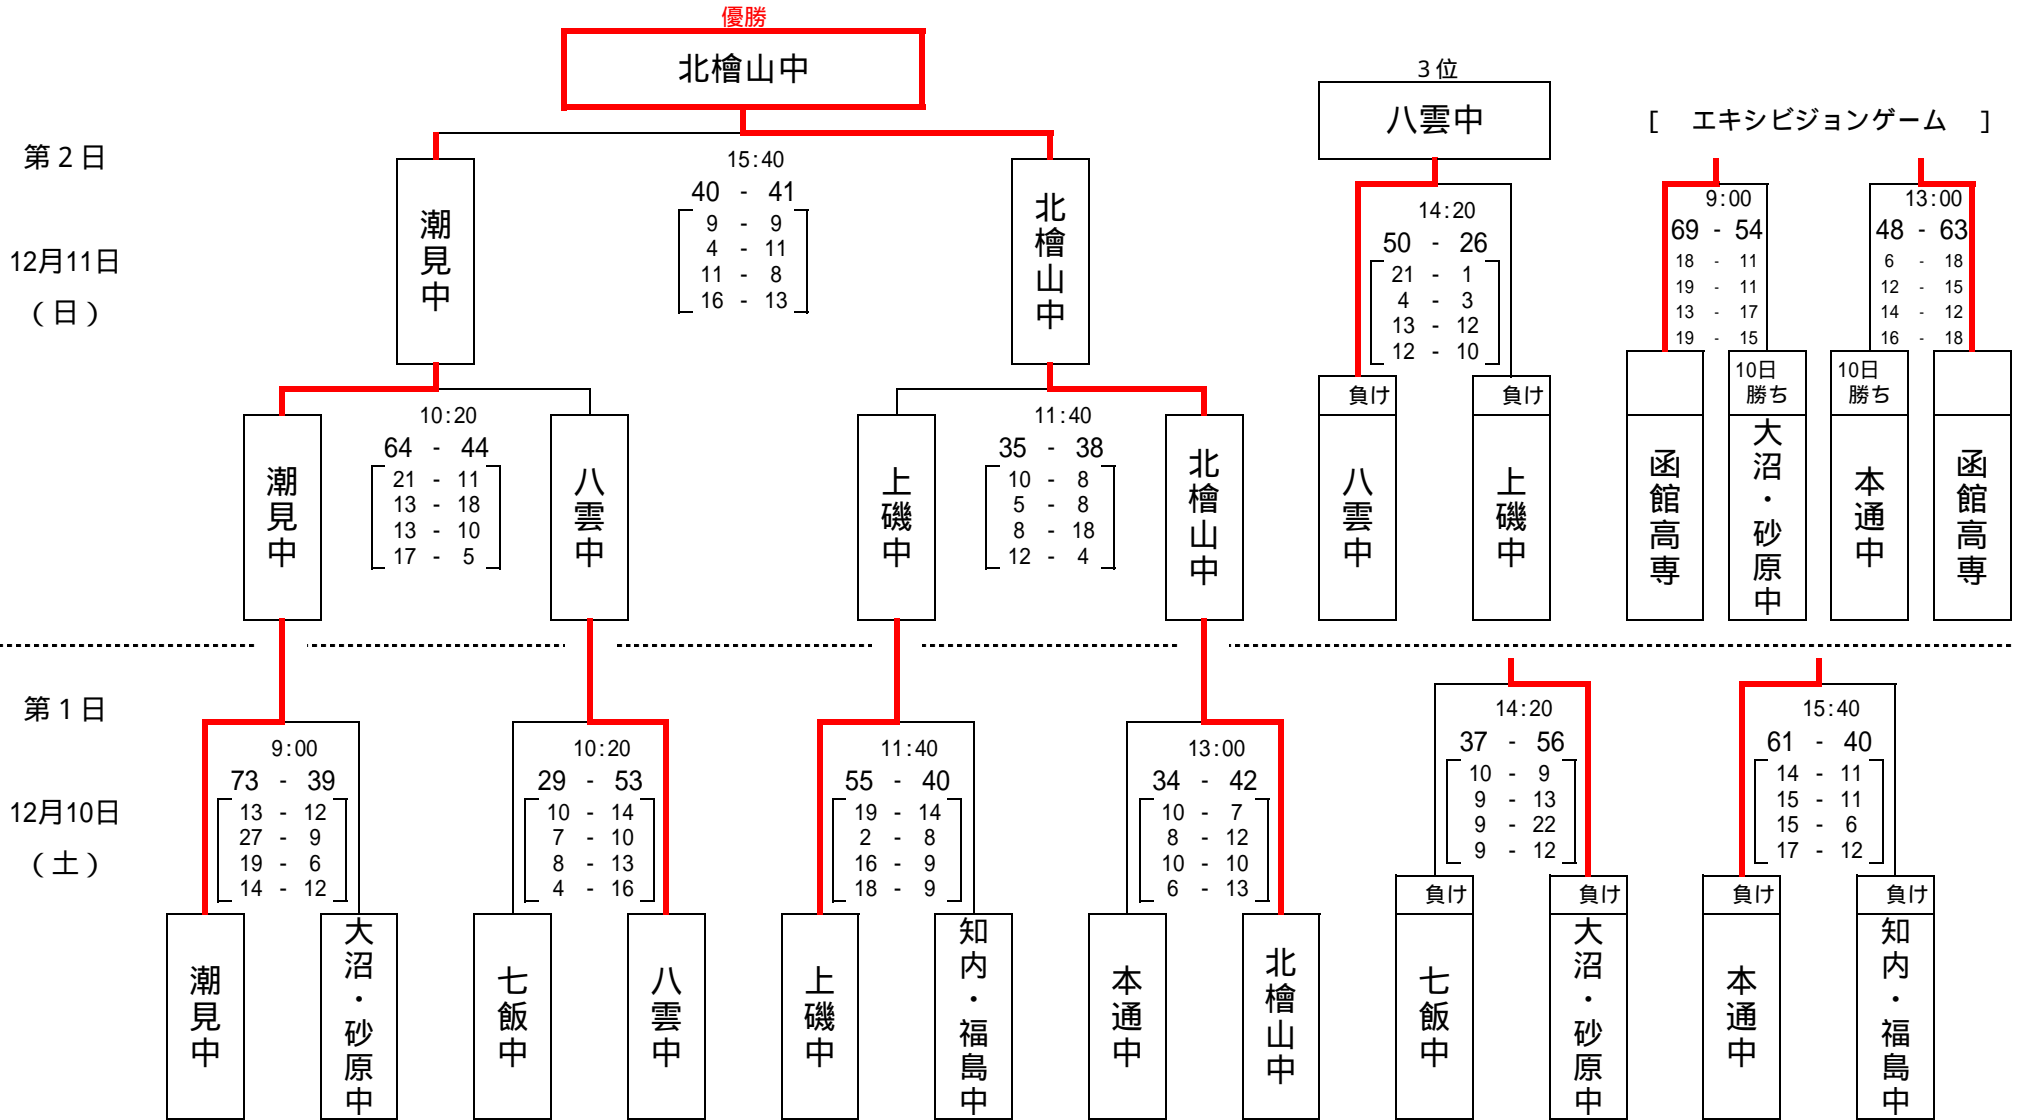 優勝
北檜山中
３位
八雲中
[ エキシビジョンゲーム ]
第２日
12月11日
（日）
潮見中
15:40
40 - 41
9 - 9
4 - 11
11 - 8
16 - 13
北檜山中
14:20
50 - 26
21 - 1
4 - 3
13 - 12
12 - 10
負け
八雲中
負け
上磯中
9:00
69 - 54
18 - 11
19 - 11
13 - 17
19 - 15
函館高専
10日
勝ち
大沼・砂原中
13:00
48 - 63
6 - 18
12 - 15
14 - 12
16 - 18
10日
勝ち
本通中
函館高専
潮見中
10:20
64 - 44
21 - 11
13 - 18
13 - 10
17 - 5
八雲中
上磯中
11:40
35 - 38
10 - 8
5 - 8
8 - 18
12 - 4
北檜山中
第１日
12月10日
（土）
9:00
73 - 39
13 - 12
27 - 9
19 - 6
14 - 12
潮見中
大沼・砂原中
10:20
29 - 53
10 - 14
7 - 10
8 - 13
4 - 16
七飯中
八雲中
11:40
55 - 40
19 - 14
2 - 8
16 - 9
18 - 9
上磯中
知内・福島中
13:00
34 - 42
10 - 7
8 - 12
10 - 10
6 - 13
本通中
北檜山中
14:20
37 - 56
10 - 9
9 - 13
9 - 22
9 - 12
負け
七飯中
負け
大沼・砂原中
15:40
61 - 40
14 - 11
15 - 11
15 - 6
17 - 12
負け
本通中
負け
知内・福島中